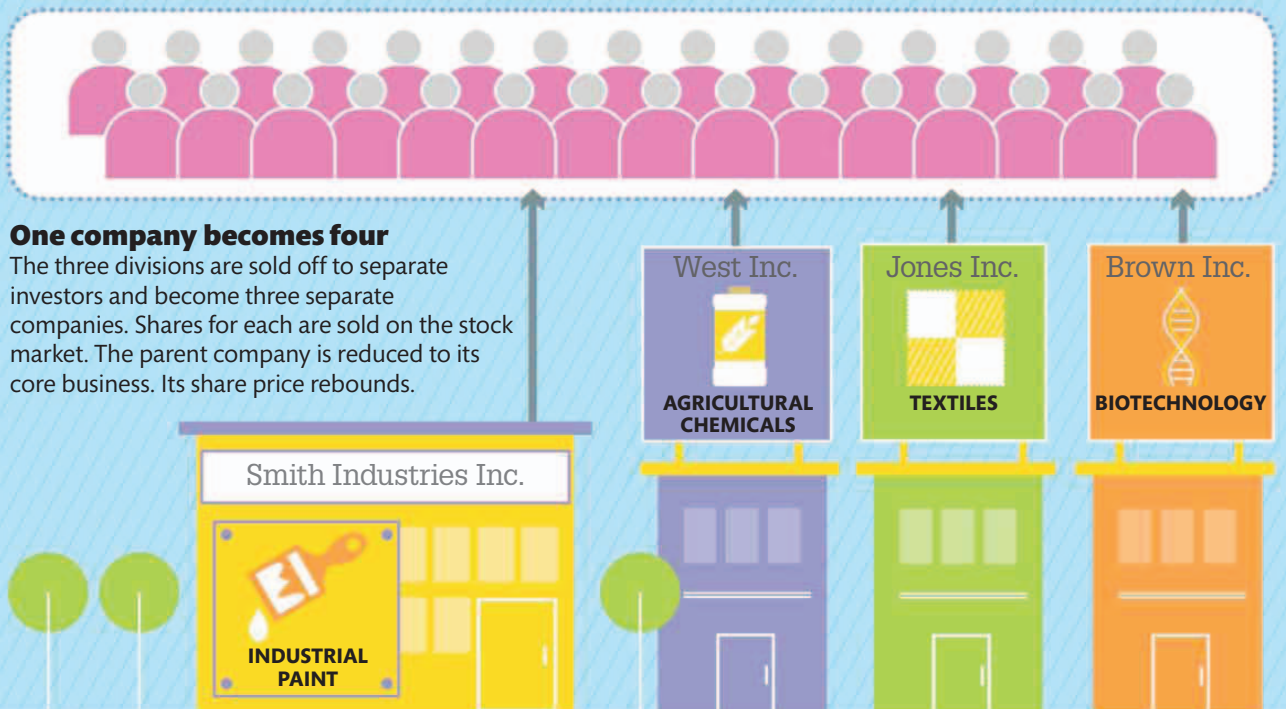 One company becomes four
The three divisions are sold off to separate
investors and become three separate
companies. Shares for each are sold on the stock
market. The parent company is reduced to its
core business. Its share price rebounds.
West Inc.
AGRICULTURAL
CHEMICALS
Jones Inc.
TEXTILES
Brown Inc.
BIOTECHNOLOGY
Smith Industries Inc.
INDUSTRIAL
PAINT